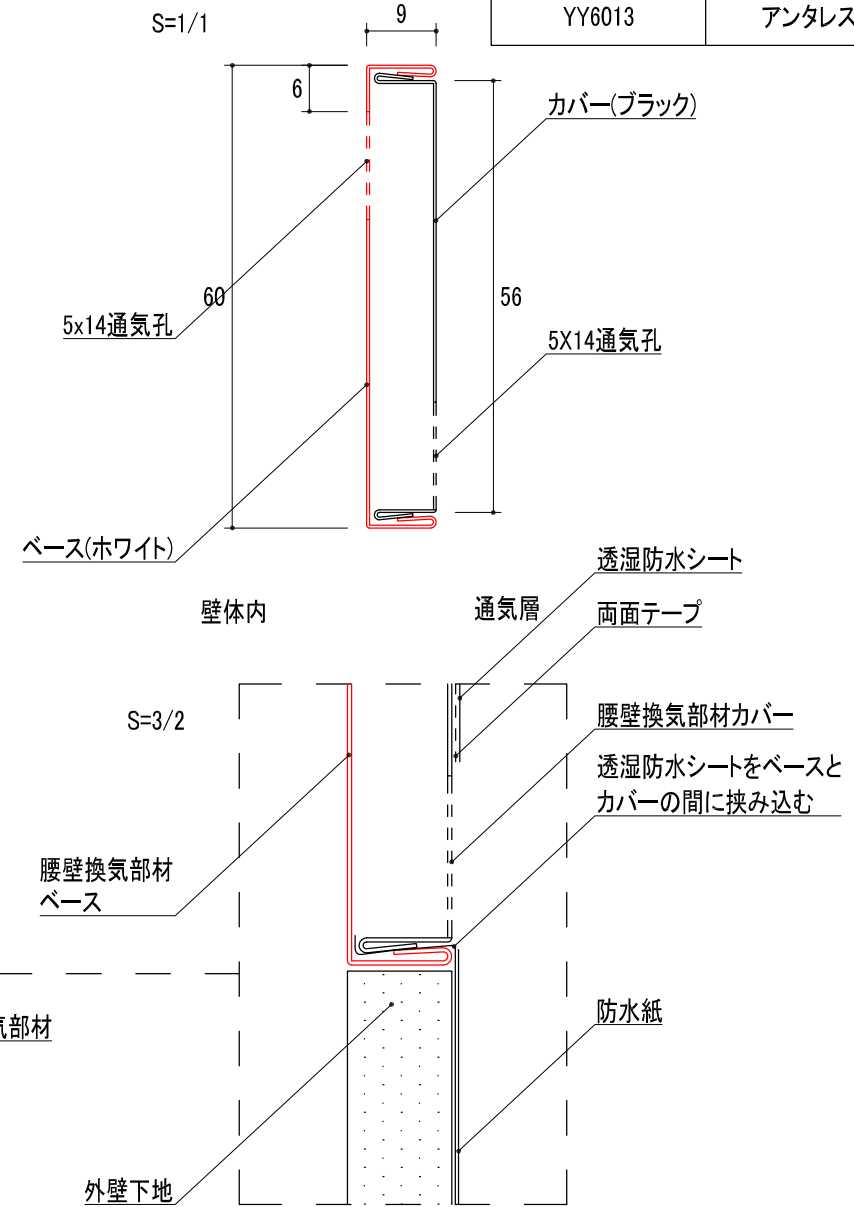 S=1/1
9
YY6013
アンタレス
6
カバー(ブラック)
60
56
5x14通気孔
5X14通気孔
ベース(ホワイト)
透湿防水シート
壁体内
通気層
両面テープ
S=3/2
腰壁換気部材カバー
透湿防水シートをベースと
カバーの間に挟み込む
腰壁換気部材
ベース
気部材
防水紙
外壁下地